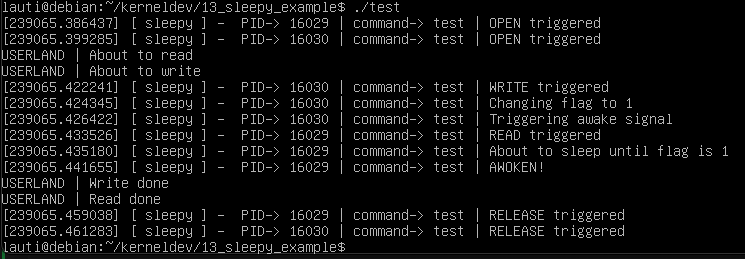 lauti@debian:~/kerneldev/13_sleepy_example$ ./test
[239065.386437]  [ sleepy ] -  PID-> 16029 | command-> test | OPEN triggered
[239065.399285]  [ sleepy ] -  PID-> 16030 | command-> test | OPEN triggered
USERLAND | About to read
USERLAND | About to write
[239065.422241]  [ sleepy ] -  PID-> 16030 | command-> test | WRITE triggered
[239065.424345]  [ sleepy ] -  PID-> 16030 | command-> test | Changing flag to 1
[239065.426422]  [ sleepy ] -  PID-> 16030 | command-> test | Triggering awake signal
[239065.433526]  [ sleepy ] -  PID-> 16029 | command-> test | READ triggered
[239065.435180]  [ sleepy ] -  PID-> 16029 | command-> test | About to sleep until flag is 1
[239065.441655]  [ sleepy ] -  PID-> 16029 | command-> test | AWOKEN!
USERLAND | Write done
USERLAND | Read done
[239065.459038]  [ sleepy ] -  PID-> 16029 | command-> test | RELEASE triggered
[239065.461283]  [ sleepy ] -  PID-> 16030 | command-> test | RELEASE triggered
lauti@debian:~/kerneldev/13_sleepy_example$